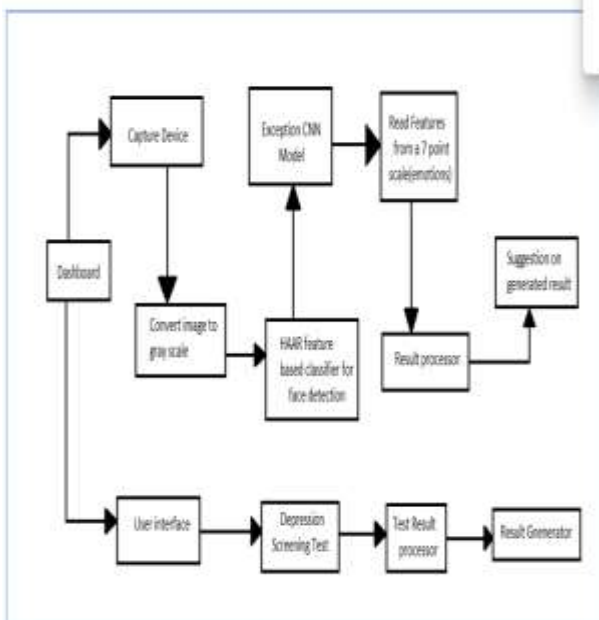 Capture Device
Exception CNN
Model
Read Features
from a 7 point
scale(emotions)
Dashboard
Suggestion on
generated result
Convert image to
gray scale
HAAR feature
based classifier for
face detection
Result processor
User interface
Depression
Screening Test
Test Result
processor
Result Gnenerator